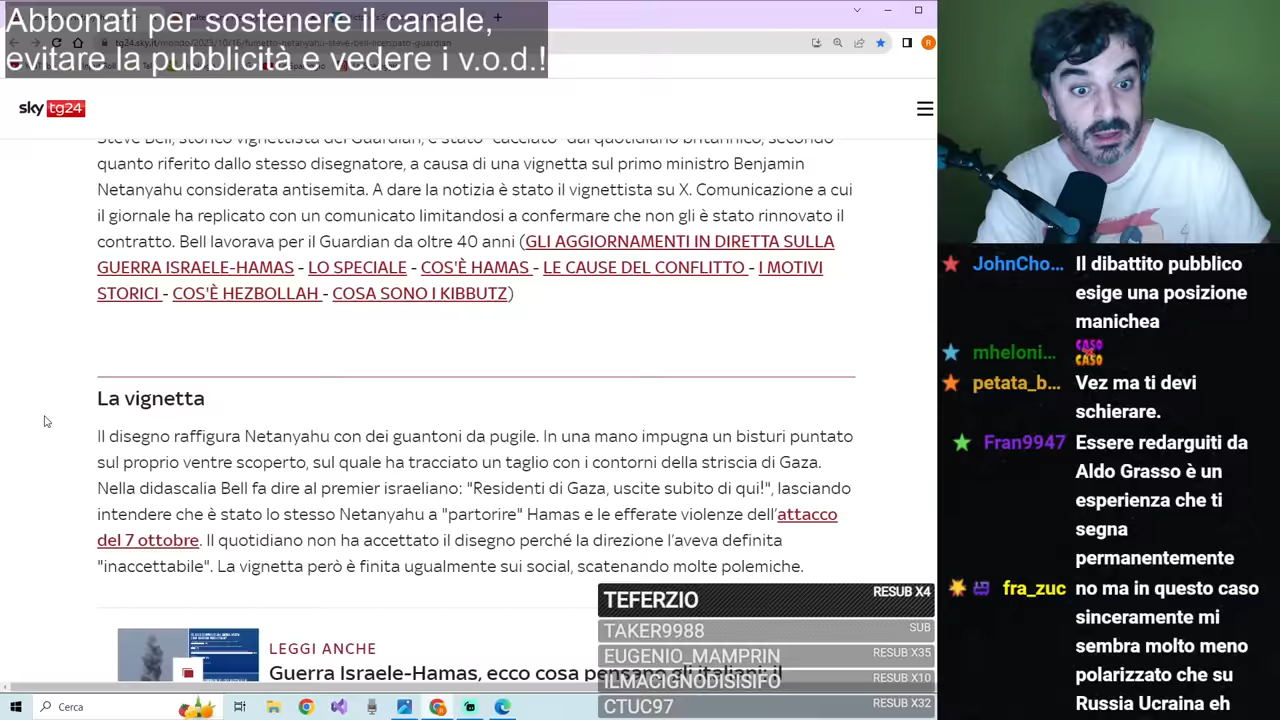 Abbonati per sostenere il canale,
evitare la pubblicità e vedere i v.o.d.!
sky tg24
Steve Bell, storico vignettista del Guardian, è stato "cacciato" dal quotidiano britannico, secondo
quanto riferito dallo stesso disegnatore, a causa di una vignetta sul primo ministro Benjamin
Netanyahu considerata antisemita. A dare la notizia è stato il vignettista su X. Comunicazione a cui
il giornale ha replicato con un comunicato limitandosi a confermare che non gli è stato rinnovato il
contratto. Bell lavorava per il Guardian da oltre 40 anni (GLI AGGIORNAMENTI IN DIRETTA SULLA
GUERRA ISRAELE-HAMAS - LO SPECIALE - COS'È HAMAS - LE CAUSE DEL CONFLITTO - I MOTIVI
STORICI - COS'È HEZBOLLAH - COSA SONO I KIBBUTZ)
La vignetta
Il disegno raffigura Netanyahu con dei guantoni da pugile. In una mano impugna un bisturi puntato
sul proprio ventre scoperto, sul quale ha tracciato un taglio con i contorni della striscia di Gaza.
Nella didascalia Bell fa dire al premier israeliano: "Residenti di Gaza, uscite subito di qui!", lasciando
intendere che è stato lo stesso Netanyahu a "partorire" Hamas e le efferate violenze dell'attacco
del 7 ottobre. Il quotidiano non ha accettato il disegno perché la direzione l'aveva definita
"inaccettabile". La vignetta però è finita ugualmente sui social, scatenando molte polemiche.
LEGGI ANCHE
Guerra Israele-Hamas, ecco cosa pensano gli italiani: il
TEFERZIO RESUB X4
TAKER9988 SUB
EUGENIO_MAMPRIN RESUB X35
ILMACIGNODISISIFO RESUB X10
CTUC97 RESUB X32
Cerca
JohnCho... Il dibattito pubblico
esige una posizione
manichea
mheloni... CASO CASO
petata_b... Vez ma ti devi
schierare.
Fran9947 Essere redarguiti da
Aldo Grasso è un
esperienza che ti
segna
permanentemente
fra_zuc no ma in questo caso
sinceramente mi
sembra molto meno
polarizzato che su
Russia Ucraina eh